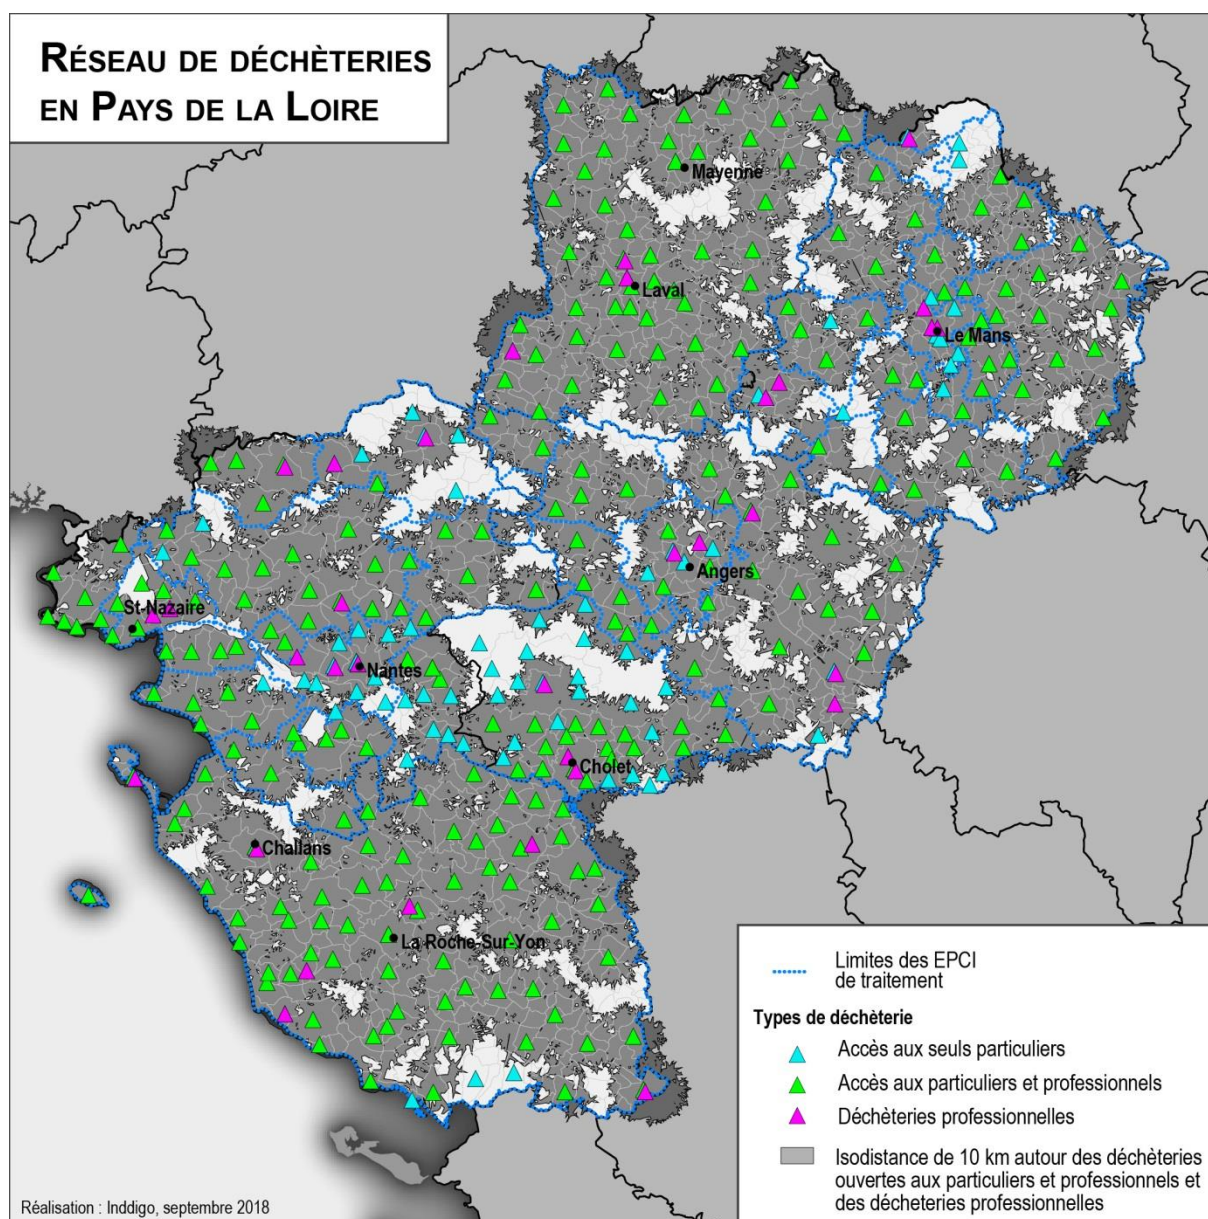 RÉSEAU DE DÉCHÈTERIES
EN PAYS DE LA LOIRE
Mayenne
Laval
Le Mans
Angers
St-Nazaire
Nantes
Cholet
Challans
La Roche-Sur-Yon
Limites des EPCI
de traitement
Types de déchèterie
Accès aux seuls particuliers
Accès aux particuliers et professionnels
Déchèteries professionnelles
Isodistance de 10 km autour des déchèteries
ouvertes aux particuliers et professionnels et
des décheteries professionnelles
Réalisation : Inddigo, septembre 2018